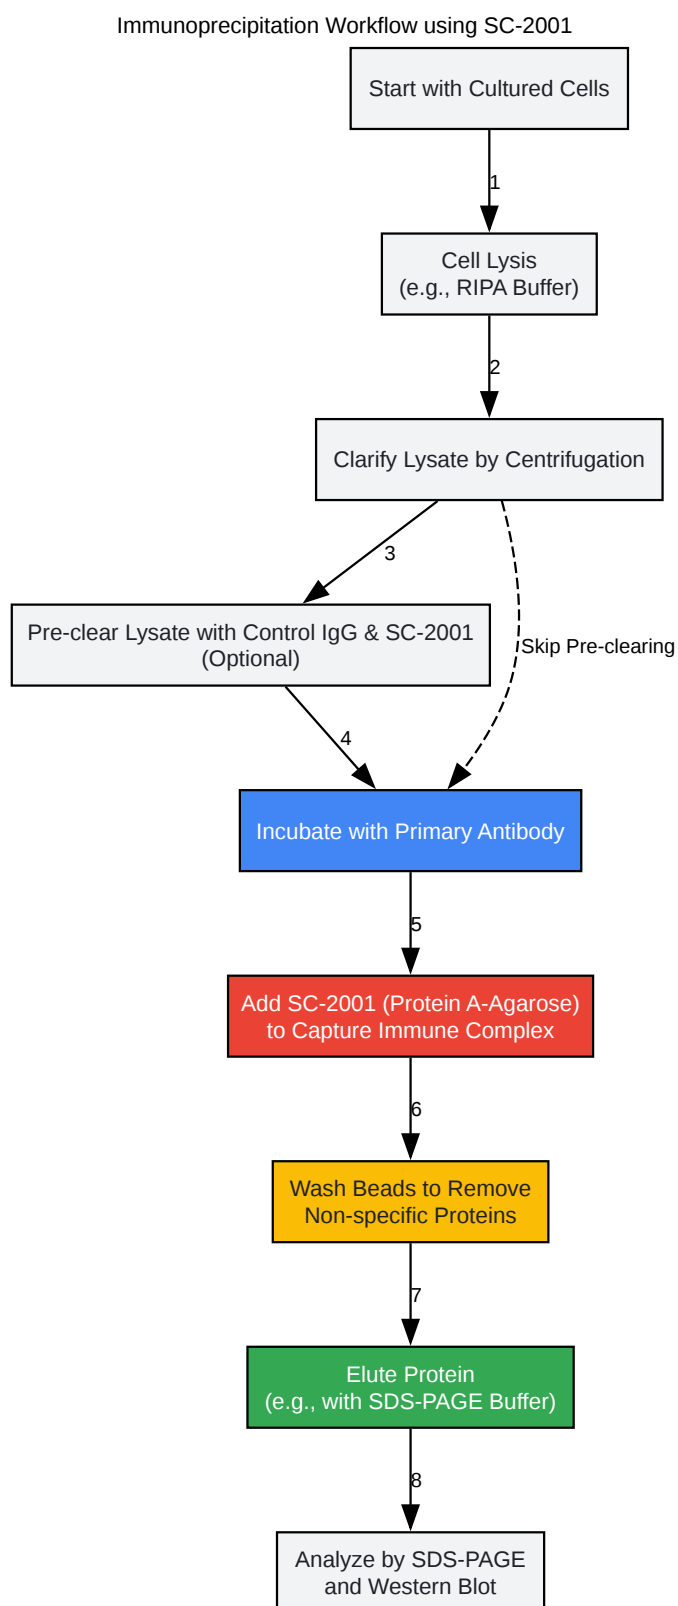 Immunoprecipitation Workflow using SC-2001
Start with Cultured Cells
1
Cell Lysis
(e.g., RIPA Buffer)
2
Clarify Lysate by Centrifugation
3
Pre-clear Lysate with Control IgG & SC-2001
(Optional)
Skip Pre-clearing
4
Incubate with Primary Antibody
5
Add SC-2001 (Protein A-Agarose)
to Capture Immune Complex
6
Wash Beads to Remove
Non-specific Proteins
7
Elute Protein
(e.g., with SDS-PAGE Buffer)
8
Analyze by SDS-PAGE
and Western Blot